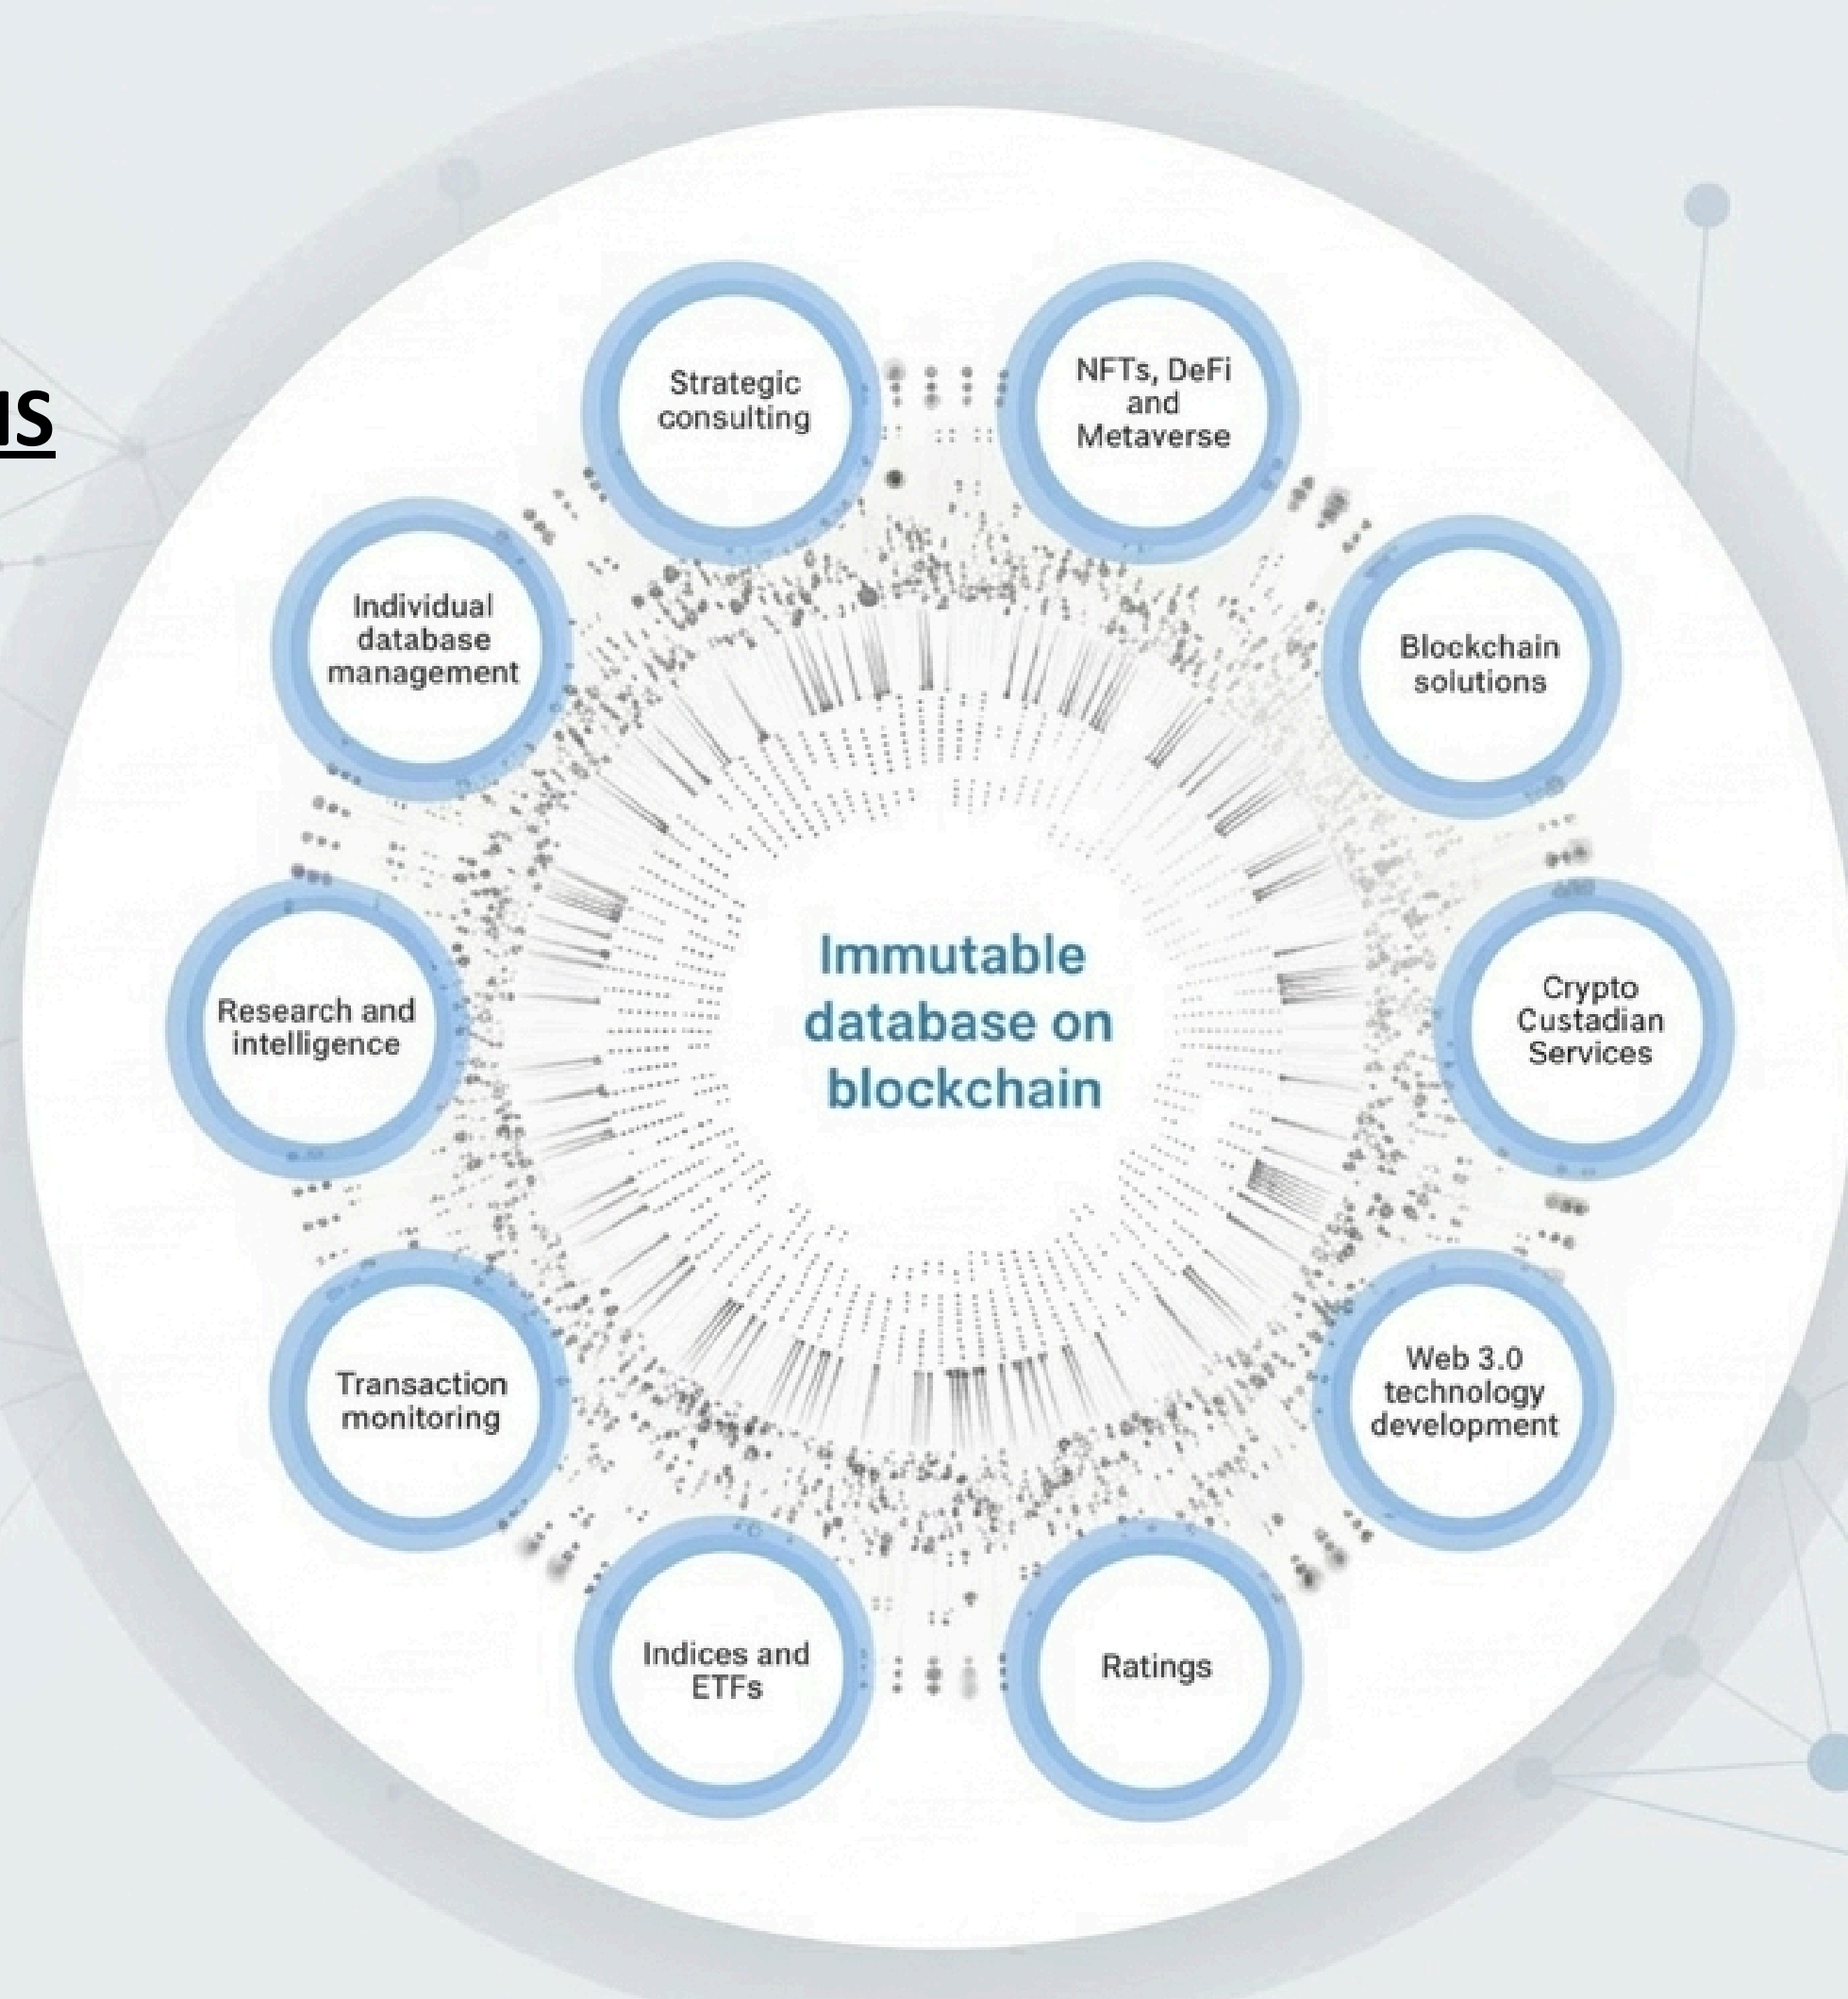 Strategic
consulting
NFTs, DeFi
and
Metaverse
Individual
database
management
Blockchain
solutions
Immutable
database on
blockchain
Research and
intelligence
Crypto
Custadian
Services
Transaction
monitoring
Web 3.0
technology
development
Indices and
ETFs
Ratings